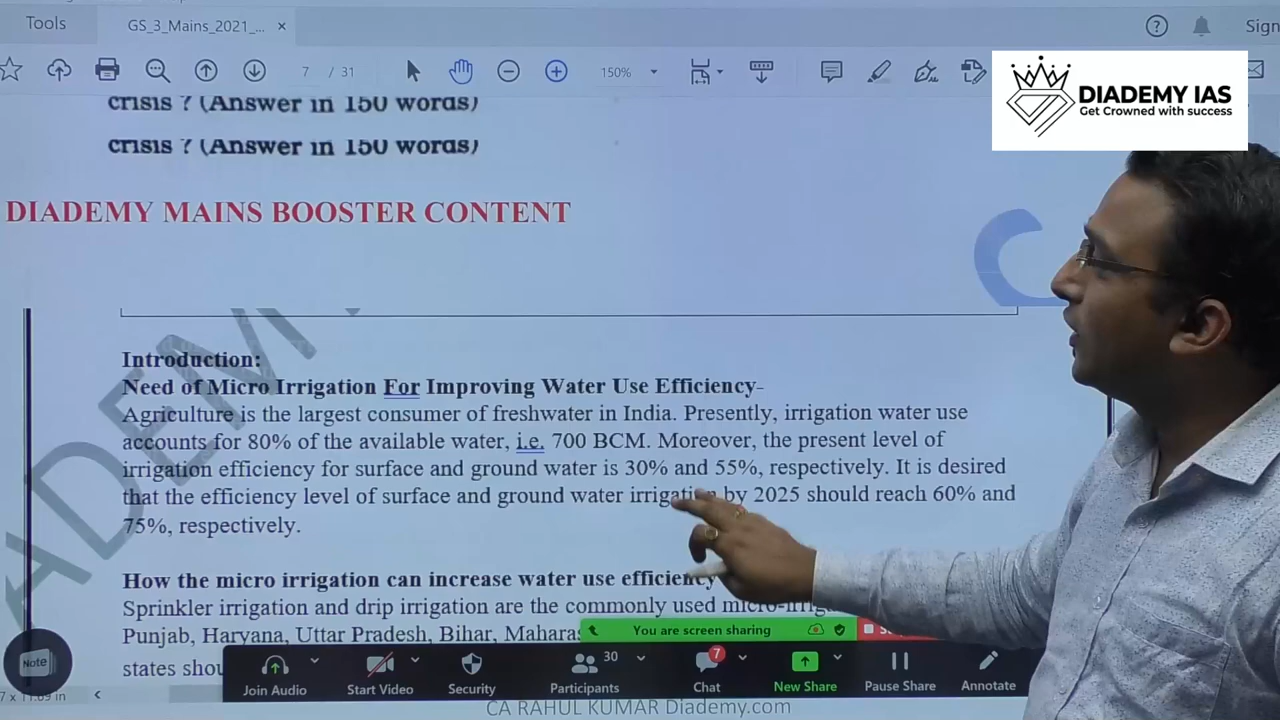 Tools
GS_3_Mains_2021_... ×
Sign
7 / 31
150%
crisis ? (Answer in 150 words)
crisis ? (Answer in 150 words)
DIADEMY IAS
Get Crowned with success
DIADEMY MAINS BOOSTER CONTENT
Introduction:
Need of Micro Irrigation For Improving Water Use Efficiency-
Agriculture is the largest consumer of freshwater in India. Presently, irrigation water use
accounts for 80% of the available water, i.e. 700 BCM. Moreover, the present level of
irrigation efficiency for surface and ground water is 30% and 55%, respectively. It is desired
that the efficiency level of surface and ground water irrigation by 2025 should reach 60% and
75%, respectively.
How the micro irrigation can increase water use efficiency
Sprinkler irrigation and drip irrigation are the commonly used
Punjab, Haryana, Uttar Pradesh, Bihar,
You are screen sharing
states
Note
30
7
Join Audio
Start Video
Security
Participants
Chat
New Share
Pause Share
Annotate
CA RAHUL KUMAR Diademy.com